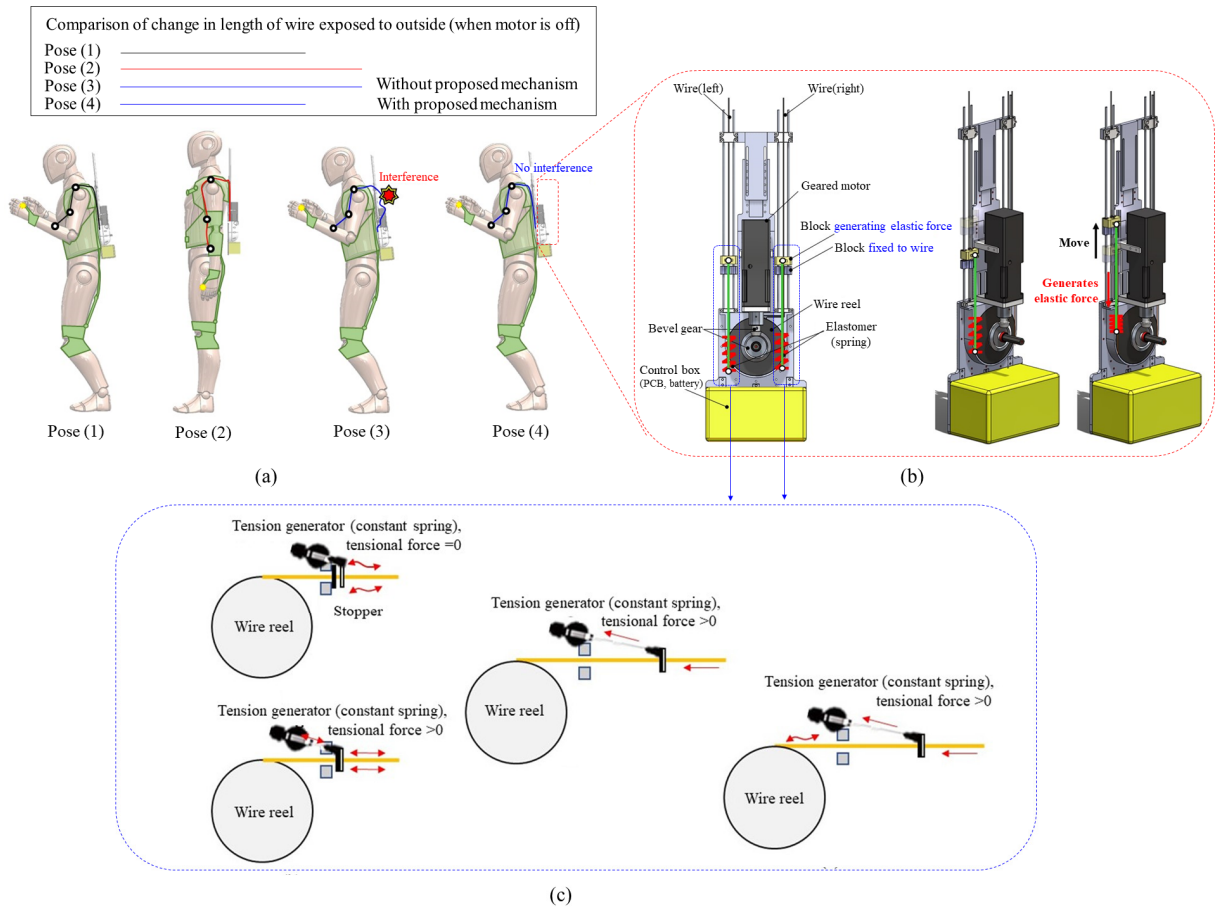 Comparison of change in length of wire exposed to outside (when motor is off)
Pose (1)
Pose (2)
Pose (3)
Without proposed mechanism
Pose (4)
With proposed mechanism
Interference
No interference
Pose (1)
Pose (2)
Pose (3)
Pose (4)
(a)
Wire(left)
Wire(right)
Geared motor
Block generating elastic force
Block fixed to wire
Wire reel
Bevel gear
Elastomer
(spring)
Control box
(PCB, battery)
Move
Generates
elastic force
(b)
Tension generator (constant spring),
tensional force =0
Stopper
Wire reel
Tension generator (constant spring),
tensional force >0
Wire reel
Tension generator (constant spring),
tensional force >0
Wire reel
Tension generator (constant spring),
tensional force >0
Wire reel
(c)